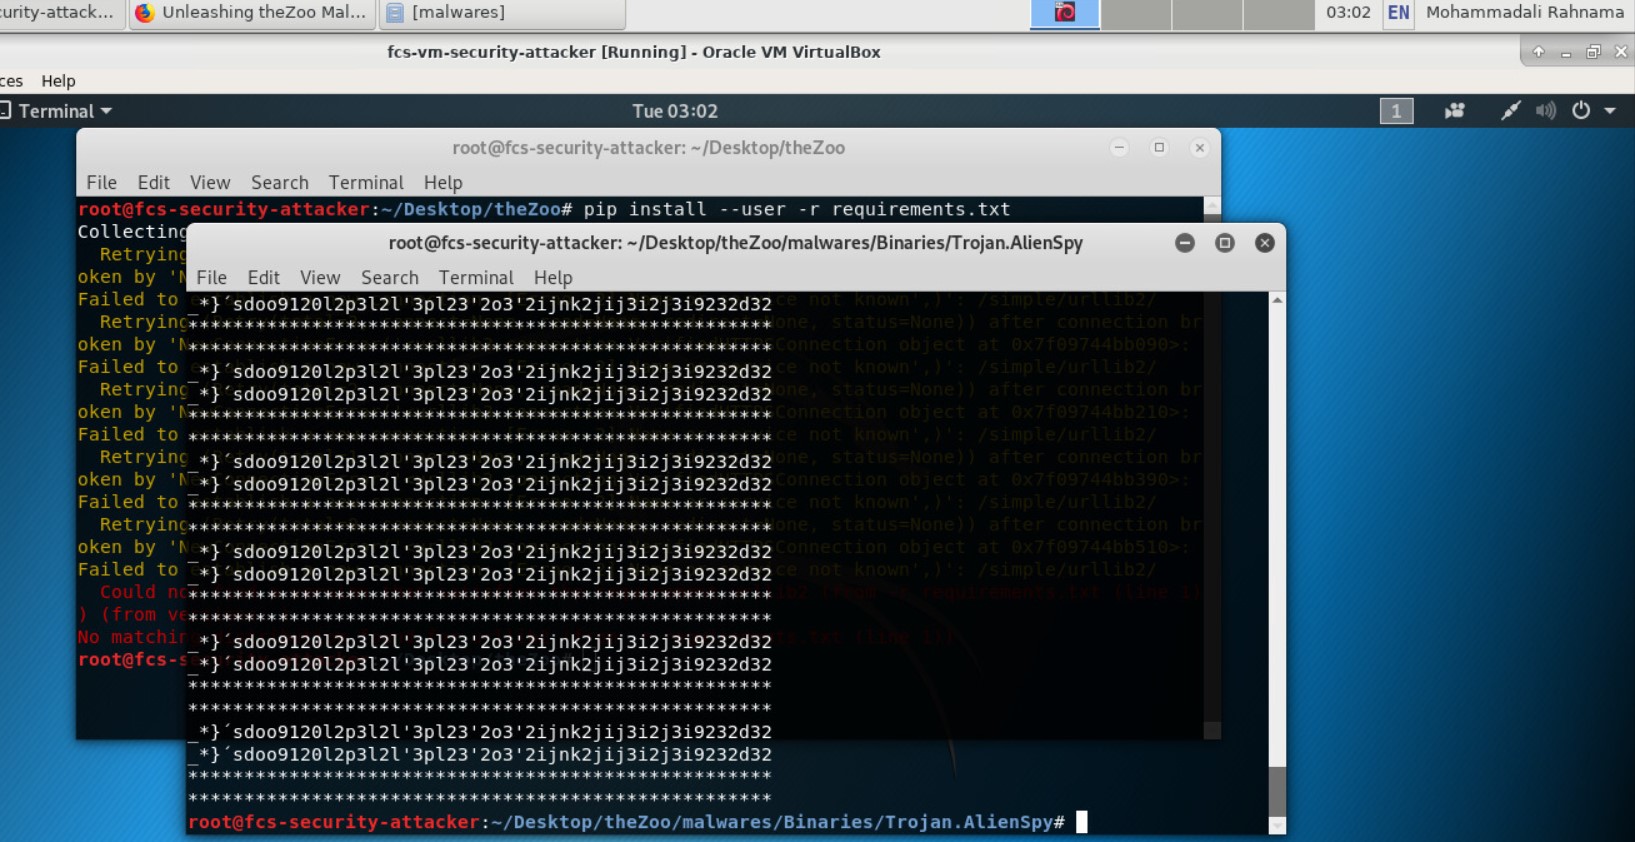 curity-attack... Unleashing theZoo Mal... [malwares] 03:02 EN Mohammadali Rahnama
fcs-vm-security-attacker [Running] - Oracle VM VirtualBox
ces Help
Terminal Tue 03:02 1
root@fcs-security-attacker: ~/Desktop/theZoo
File Edit View Search Terminal Help
root@fcs-security-attacker:~/Desktop/theZoo# pip install --user -r requirements.txt
Collecting
Retrying
oken by 'N
Failed to
Retrying
oken by 'N
Failed to
Retrying
oken by 'N
Failed to
Retrying
oken by 'N
Failed to
Retrying
oken by 'N
Failed to
Could no
) (from ve
No matchin
root@fcs-s
root@fcs-security-attacker: ~/Desktop/theZoo/malwares/Binaries/Trojan.AlienSpy
File Edit View Search Terminal Help
_*}´sdoo9120l2p3l2l'3pl23'2o3'2ijnk2jij3i2j3i9232d32
****************************************************
****************************************************
_*}´sdoo9120l2p3l2l'3pl23'2o3'2ijnk2jij3i2j3i9232d32
_*}´sdoo9120l2p3l2l'3pl23'2o3'2ijnk2jij3i2j3i9232d32
****************************************************
****************************************************
_*}´sdoo9120l2p3l2l'3pl23'2o3'2ijnk2jij3i2j3i9232d32
_*}´sdoo9120l2p3l2l'3pl23'2o3'2ijnk2jij3i2j3i9232d32
****************************************************
****************************************************
_*}´sdoo9120l2p3l2l'3pl23'2o3'2ijnk2jij3i2j3i9232d32
_*}´sdoo9120l2p3l2l'3pl23'2o3'2ijnk2jij3i2j3i9232d32
****************************************************
****************************************************
_*}´sdoo9120l2p3l2l'3pl23'2o3'2ijnk2jij3i2j3i9232d32
_*}´sdoo9120l2p3l2l'3pl23'2o3'2ijnk2jij3i2j3i9232d32
****************************************************
****************************************************
_*}´sdoo9120l2p3l2l'3pl23'2o3'2ijnk2jij3i2j3i9232d32
_*}´sdoo9120l2p3l2l'3pl23'2o3'2ijnk2jij3i2j3i9232d32
****************************************************
****************************************************
root@fcs-security-attacker:~/Desktop/theZoo/malwares/Binaries/Trojan.AlienSpy#